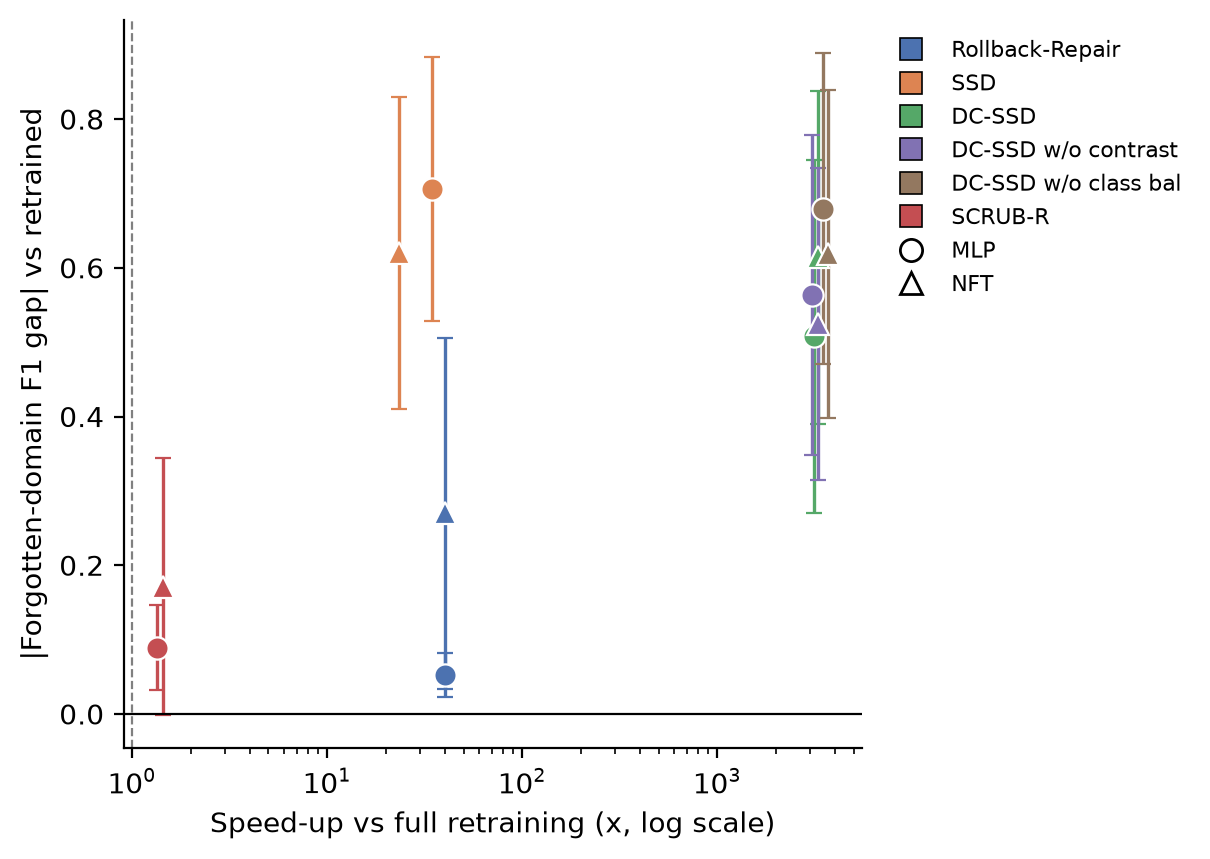 |Forgotten-domain F1 gap| vs retrained
0.8
0.6
0.4
0.2
0.0
10⁰
10¹
10²
10³
Speed-up vs full retraining (x, log scale)
Rollback-Repair
SSD
DC-SSD
DC-SSD w/o contrast
DC-SSD w/o class bal
SCRUB-R
MLP
NFT